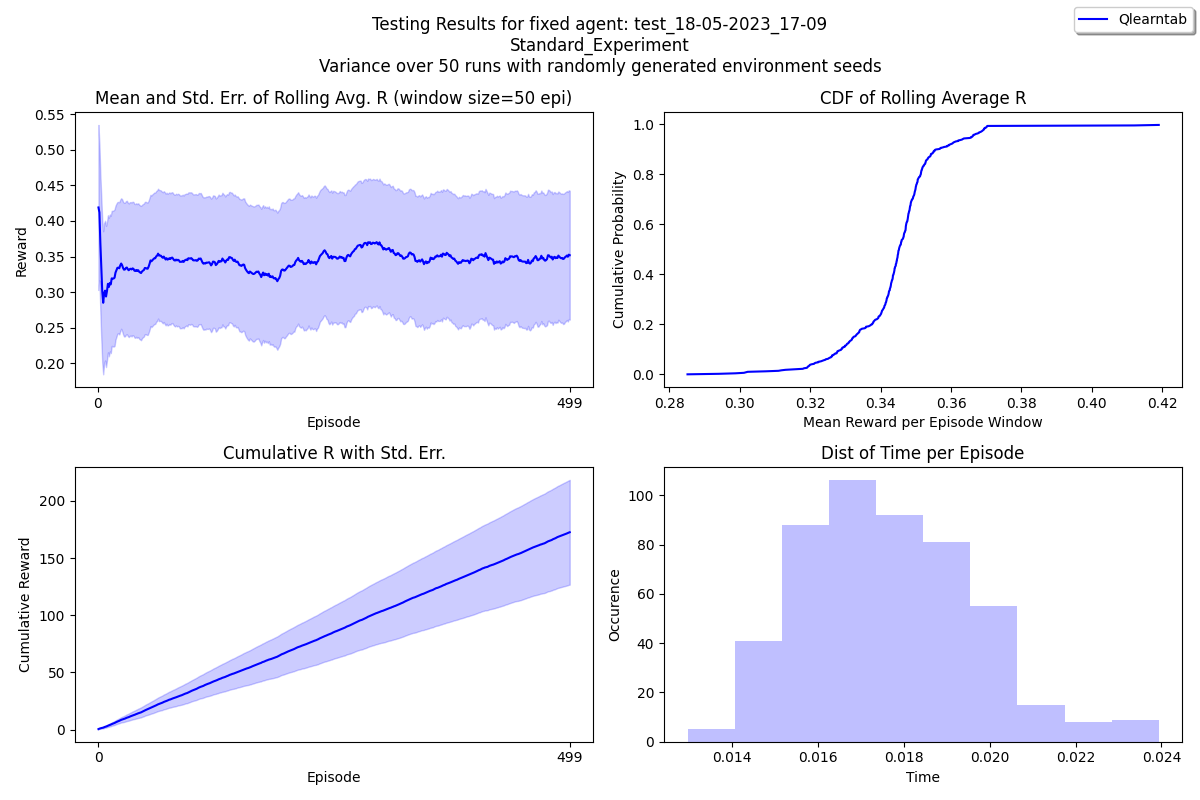 Testing Results for fixed agent: test_18-05-2023_17-09
Standard_Experiment
Variance over 50 runs with randomly generated environment seeds
Qlearntab
Mean and Std. Err. of Rolling Avg. R (window size=50 epi)
0.55
0.50
0.45
0.40
0.35
0.30
0.25
0.20
Reward
0 499
Episode
CDF of Rolling Average R
1.0
0.8
0.6
0.4
0.2
0.0
Cumulative Probability
0.28 0.30 0.32 0.34 0.36 0.38 0.40 0.42
Mean Reward per Episode Window
Cumulative R with Std. Err.
200
150
100
50
0
Cumulative Reward
0 499
Episode
Dist of Time per Episode
100
80
60
40
20
0
Occurence
0.014 0.016 0.018 0.020 0.022 0.024
Time